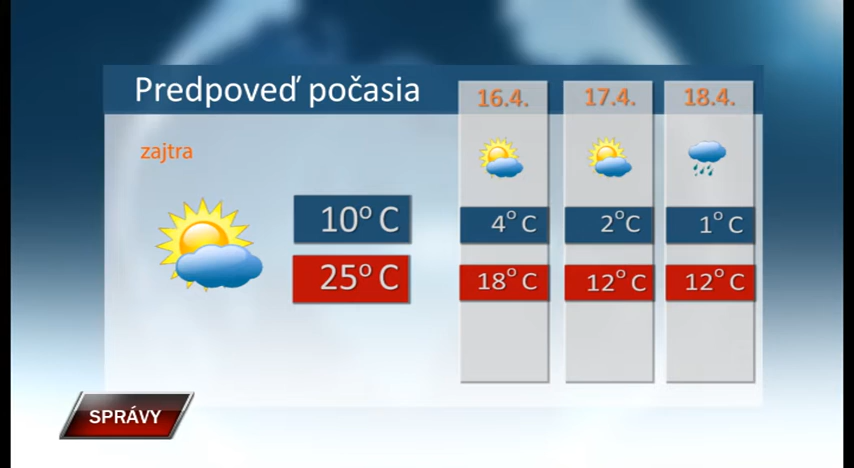 Predpoveď počasia
zajtra
10° C
25° C
16.4.
4° C
18° C
17.4.
2°C
12° C
18.4.
1° C
12° C
SPRÁVY